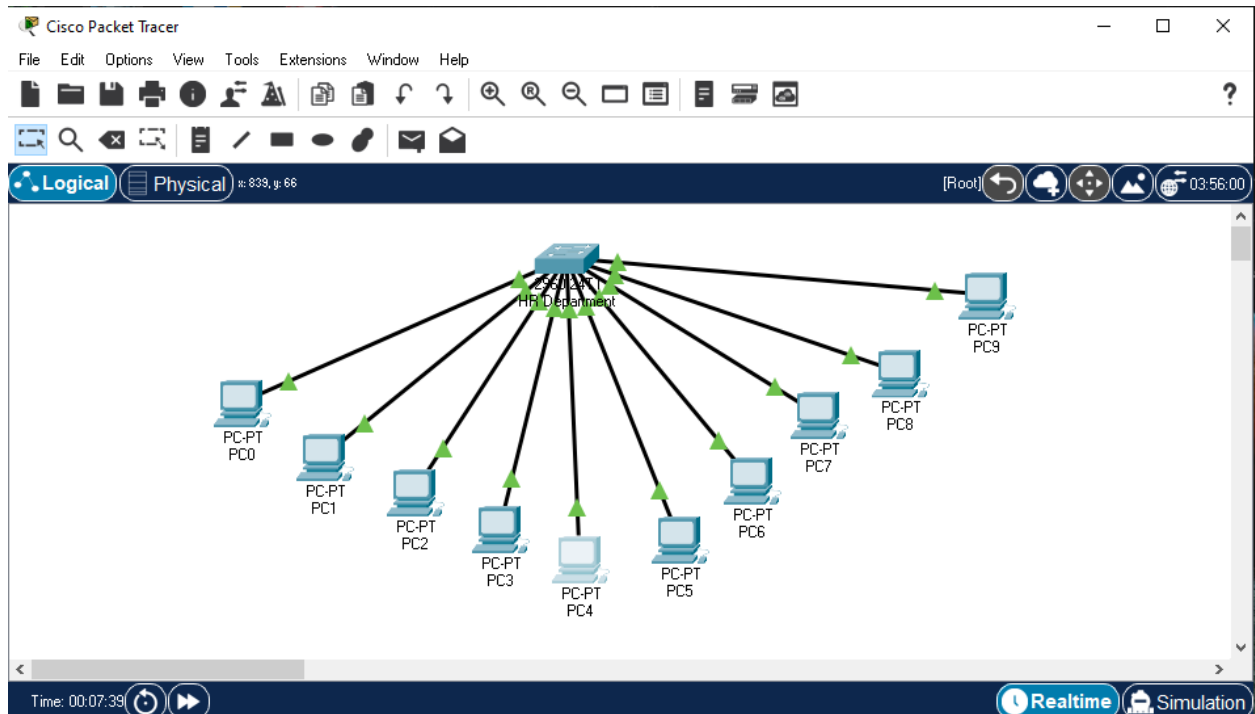 Cisco Packet Tracer
File Edit Options View Tools Extensions Window Help
?
Logical Physical x: 839, y: 66 [Root] 03:56:00
HR Department
PC-PT
PC9
PC-PT
PC8
PC-PT
PC0
PC-PT
PC7
PC-PT
PC1
PC-PT
PC6
PC-PT
PC2
PC-PT
PC3
PC-PT
PC5
PC-PT
PC4
Time: 00:07:39 Realtime Simulation